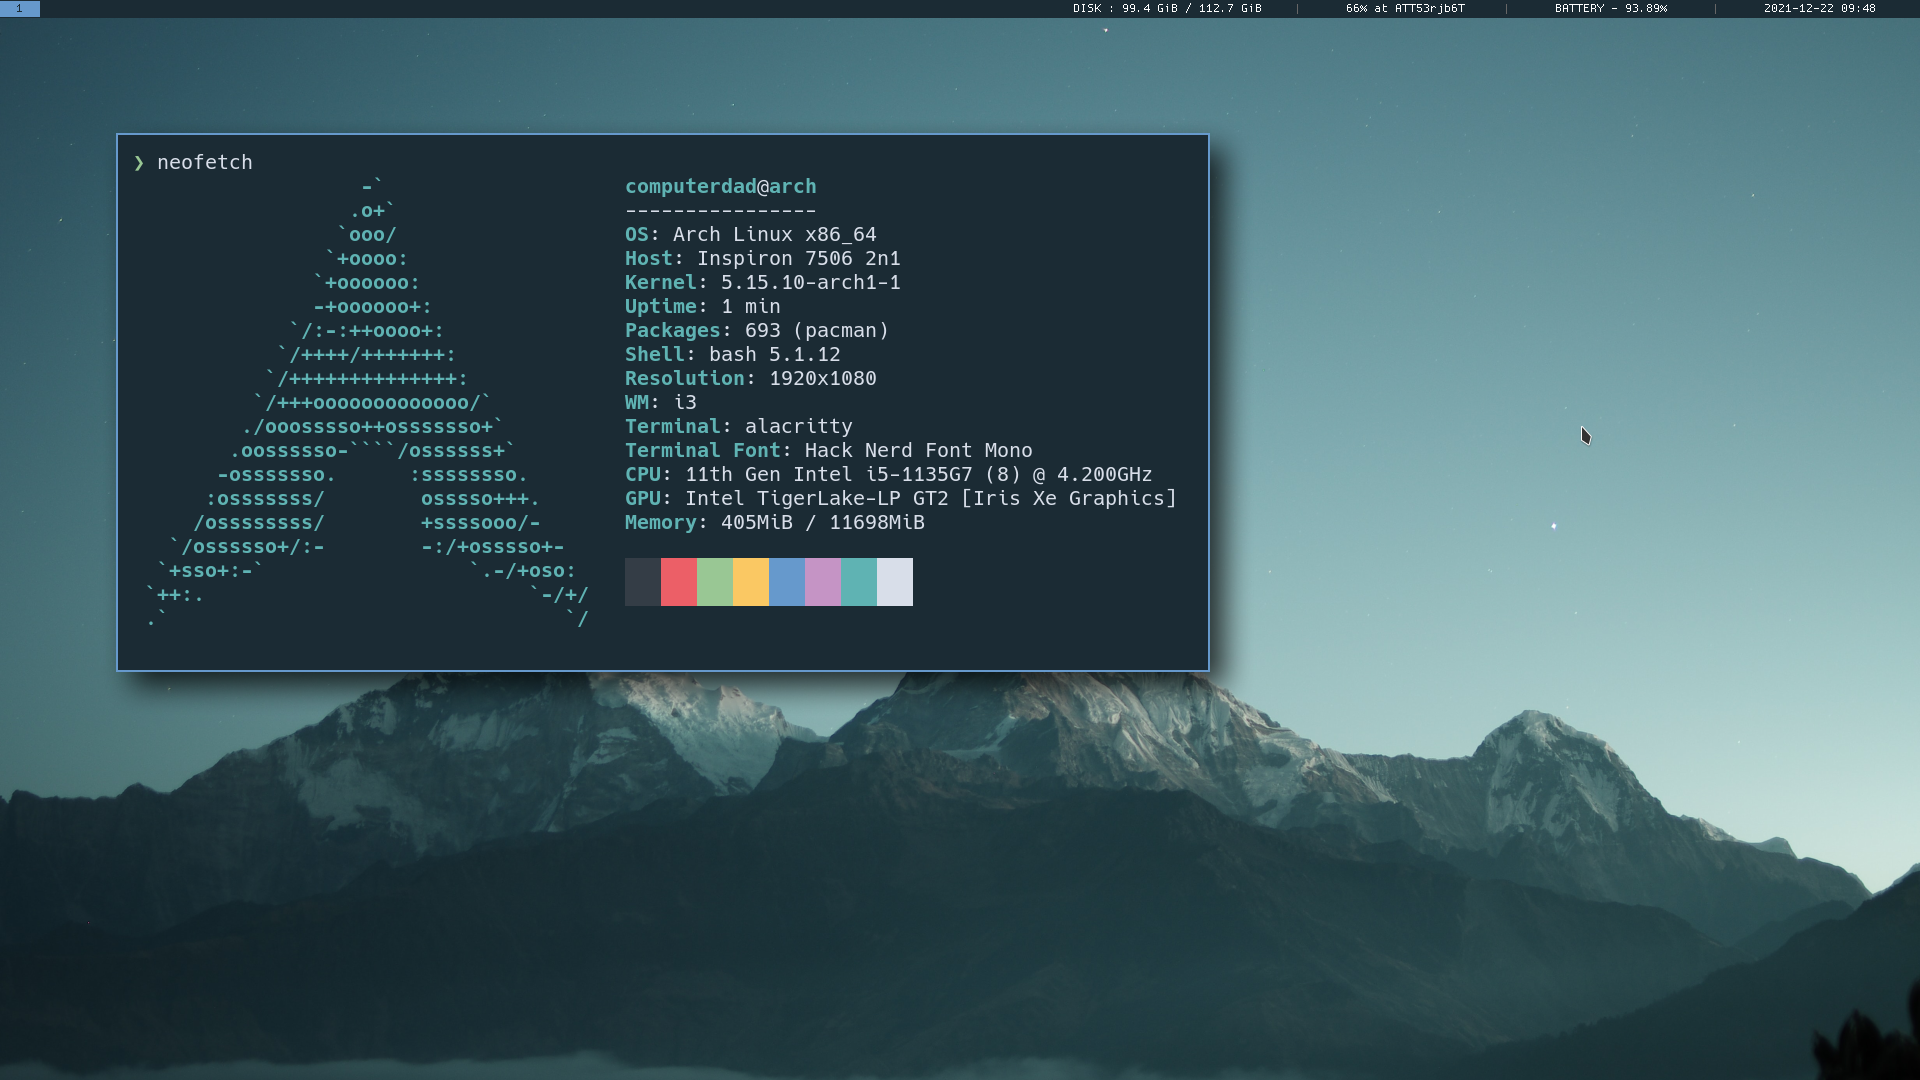 1 DISK : 99.4 GiB / 112.7 GiB | 66% at ATT53rjb6T | BATTERY - 93.89% | 2021-12-22 09:48
❯ neofetch
-` computerdad@arch
.o+` ----------------
`ooo/ OS: Arch Linux x86_64
`+oooo: Host: Inspiron 7506 2n1
`+oooooo: Kernel: 5.15.10-arch1-1
-+oooooo+: Uptime: 1 min
`/:-:++oooo+: Packages: 693 (pacman)
`/++++/+++++++: Shell: bash 5.1.12
`/++++++++++++++: Resolution: 1920x1080
`/+++ooooooooooooo/` WM: i3
./ooosssso++osssssso+` Terminal: alacritty
.oossssso-````/ossssss+` Terminal Font: Hack Nerd Font Mono
-osssssso. :ssssssso. CPU: 11th Gen Intel i5-1135G7 (8) @ 4.200GHz
:osssssss/ osssso+++. GPU: Intel TigerLake-LP GT2 [Iris Xe Graphics]
/ossssssss/ +ssssooo/- Memory: 405MiB / 11698MiB
`/ossssso+/:- -:/+osssso+-
`+sso+:-` `.-/+oso:
`++:. `-/+/
.` `/